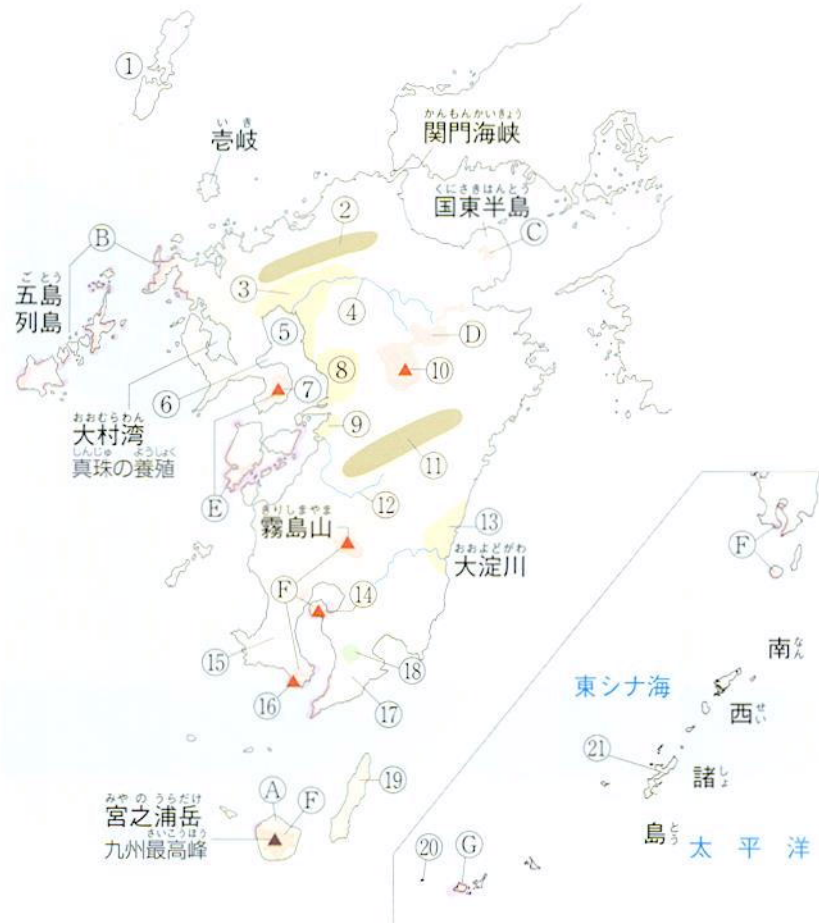 ①
いき
壱岐
かんもんかいきょう
関門海峡
くにさきはんとう
国東半島
Ⓒ
②
Ⓑ
ごとう
五島
列島
③
④
⑤
Ⓓ
⑥
⑦
⑧
⑩
おおむらわん
大村湾
しんじゅ ようしょく
真珠の養殖
⑨
⑪
Ⓔ
⑫
きりしまやま
霧島山
⑬
おおよどがわ
大淀川
Ⓕ
⑭
⑮
⑯
⑱
⑰
⑲
みやのうらだけ
宮之浦岳
さいこうほう
九州最高峰
Ⓐ
Ⓕ
Ⓕ
南なん
東シナ海
西せい
㉑
諸しょ
島とう
太平洋
⑳
Ⓖ